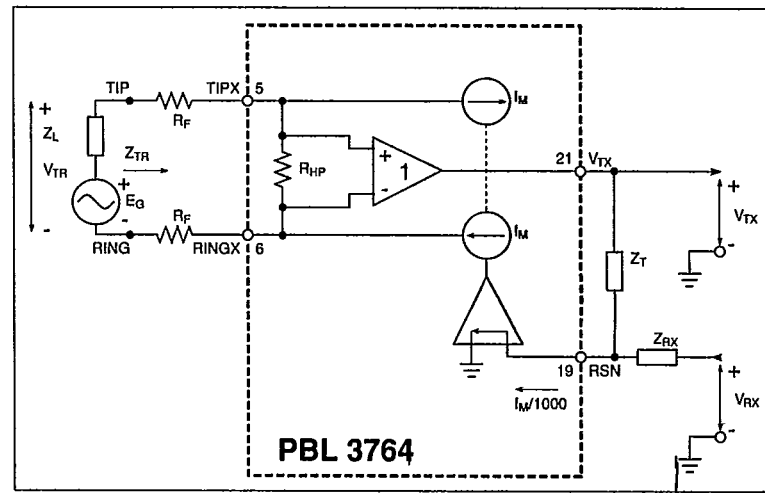 TIP
TIPX
5
I_M
+
Z_L
R_F
V_TR
Z_TR
+
E_G
-
R_HP
+
-
1
21
V_TX
+
V_TX
-
-
R_F
RING
RINGX
6
I_M
Z_T
Z_RX
19
RSN
I_M/1000
+
V_RX
-
PBL 3764